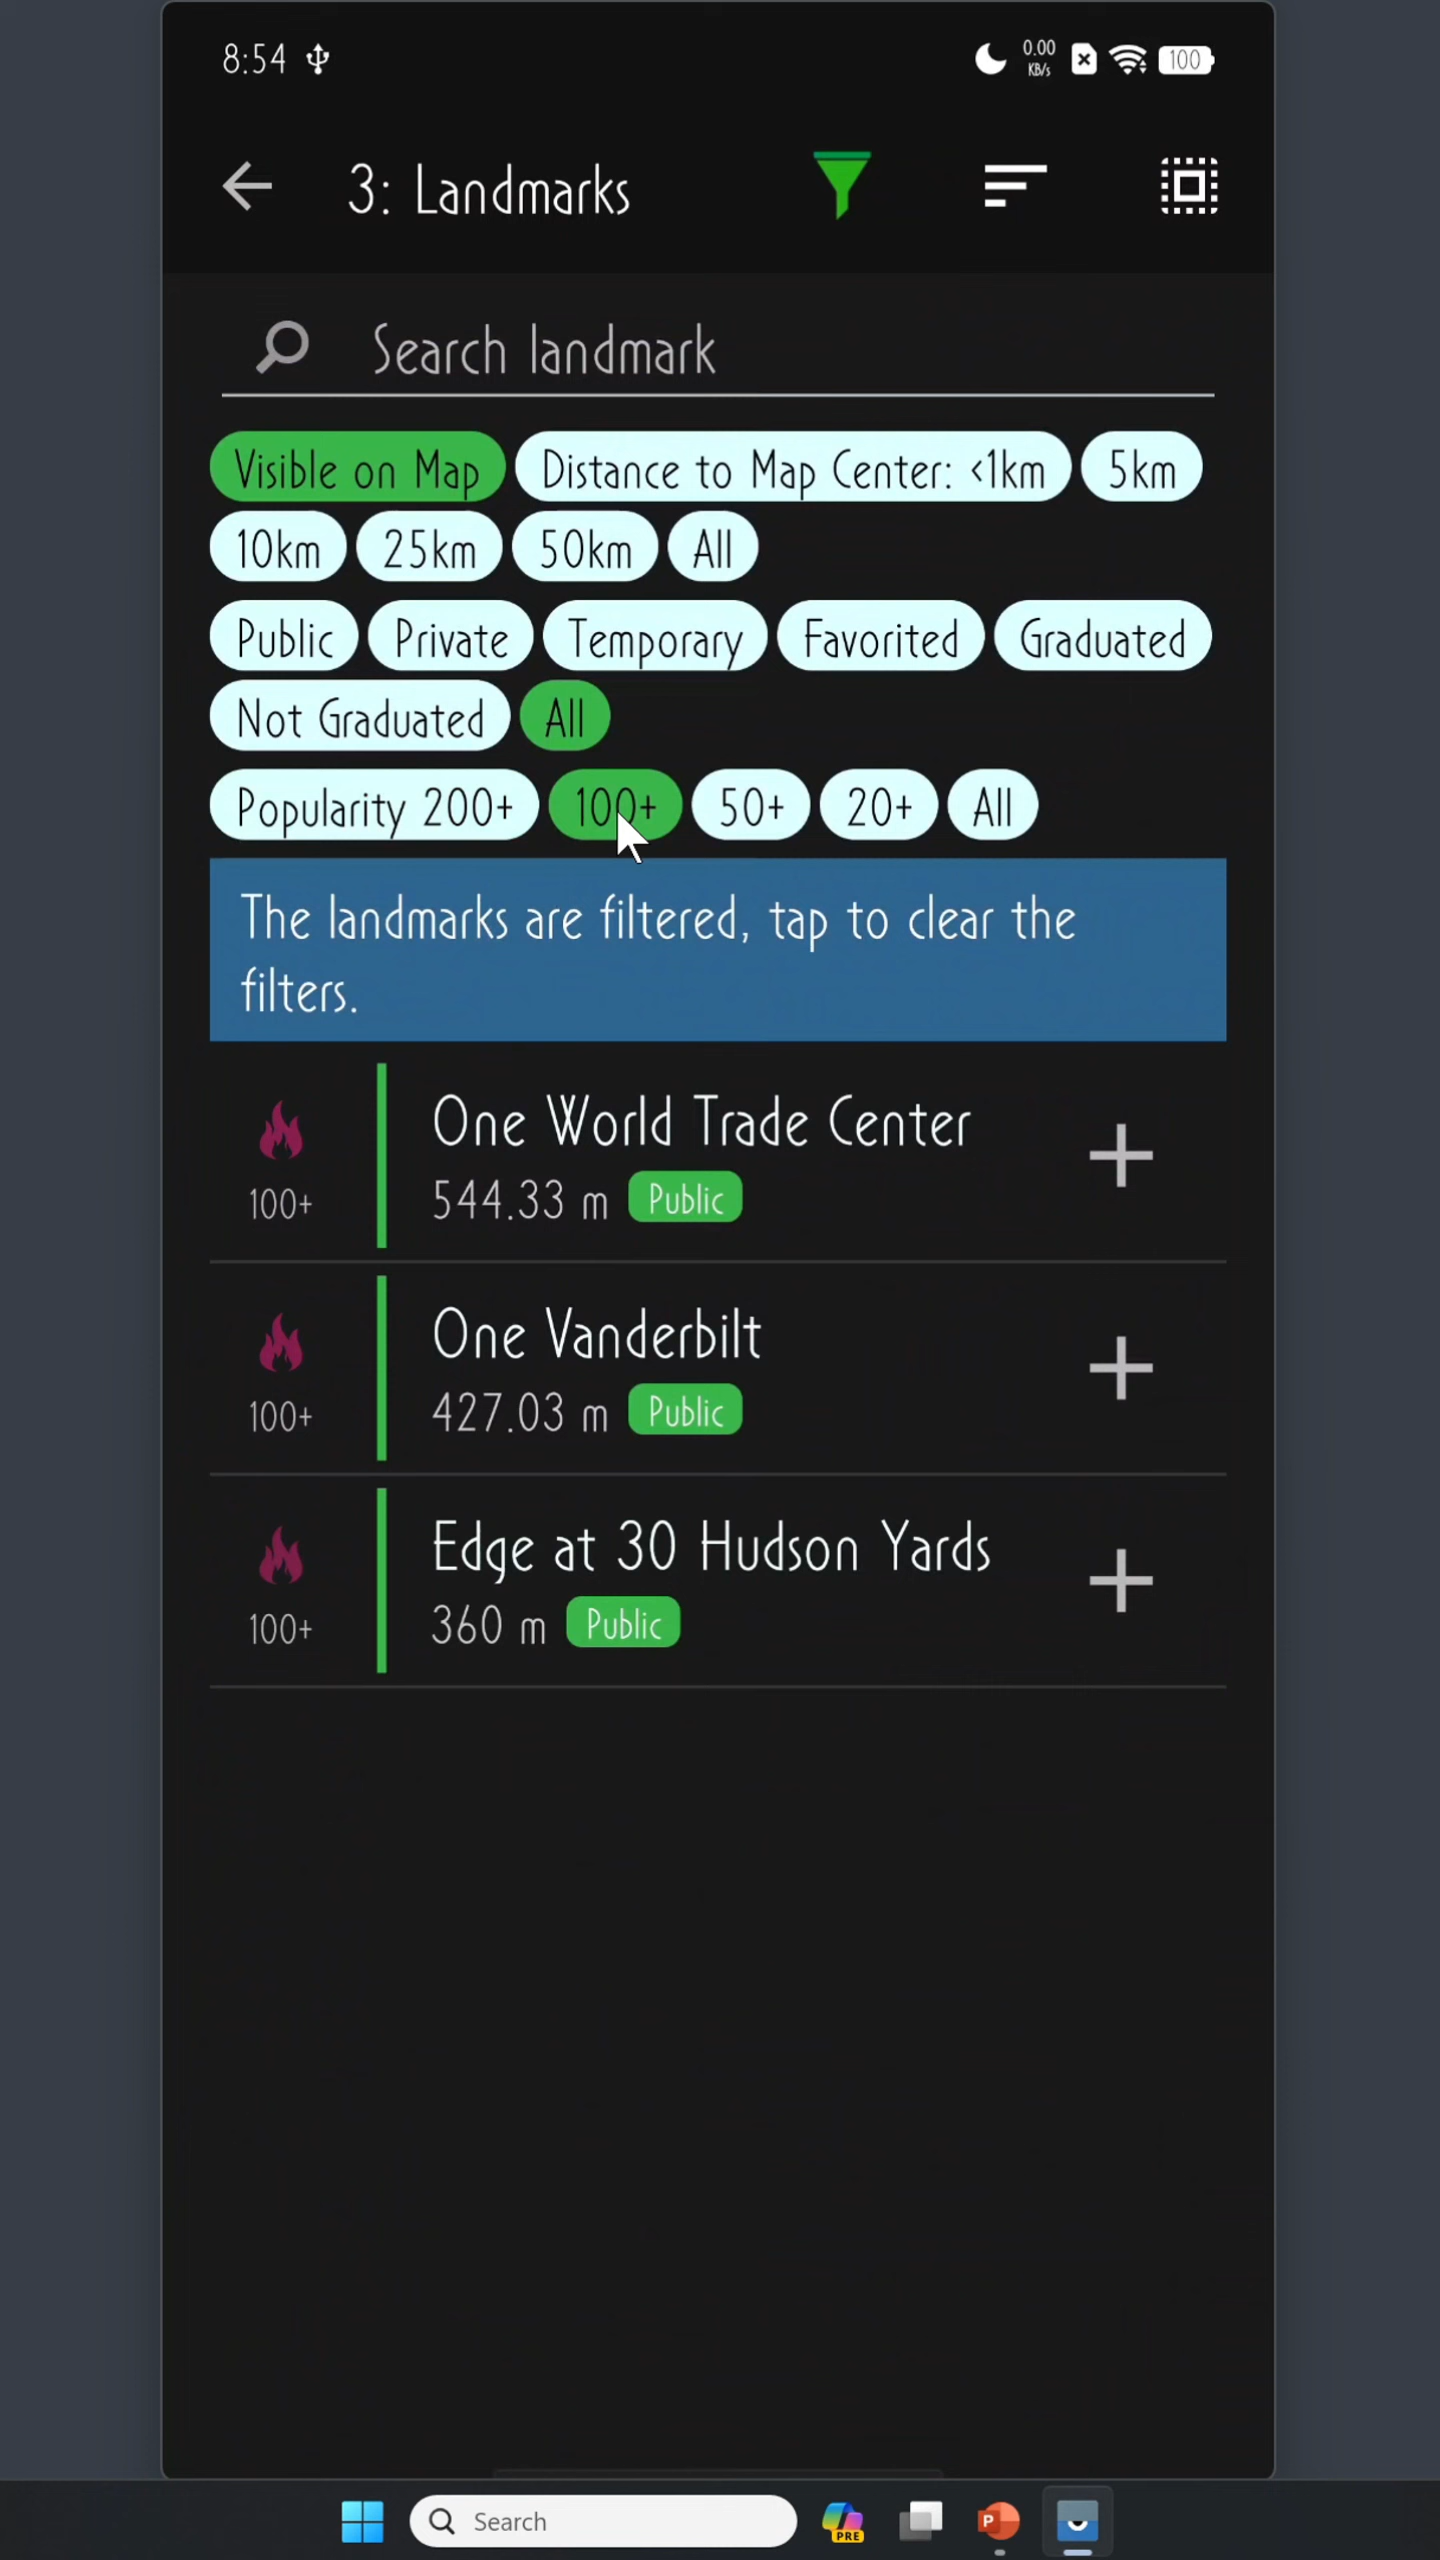 8:54
0.00
KB/s
100
3: Landmarks
Search landmark
Visible on Map Distance to Map Center: <1km 5km
10km 25km 50km All
Public Private Temporary Favorited Graduated
Not Graduated All
Popularity 200+ 100+ 50+ 20+ All
The landmarks are filtered, tap to clear the
filters.
One World Trade Center
100+ 544.33 m Public
One Vanderbilt
100+ 427.03 m Public
Edge at 30 Hudson Yards
100+ 360 m Public
Search
PRE
P